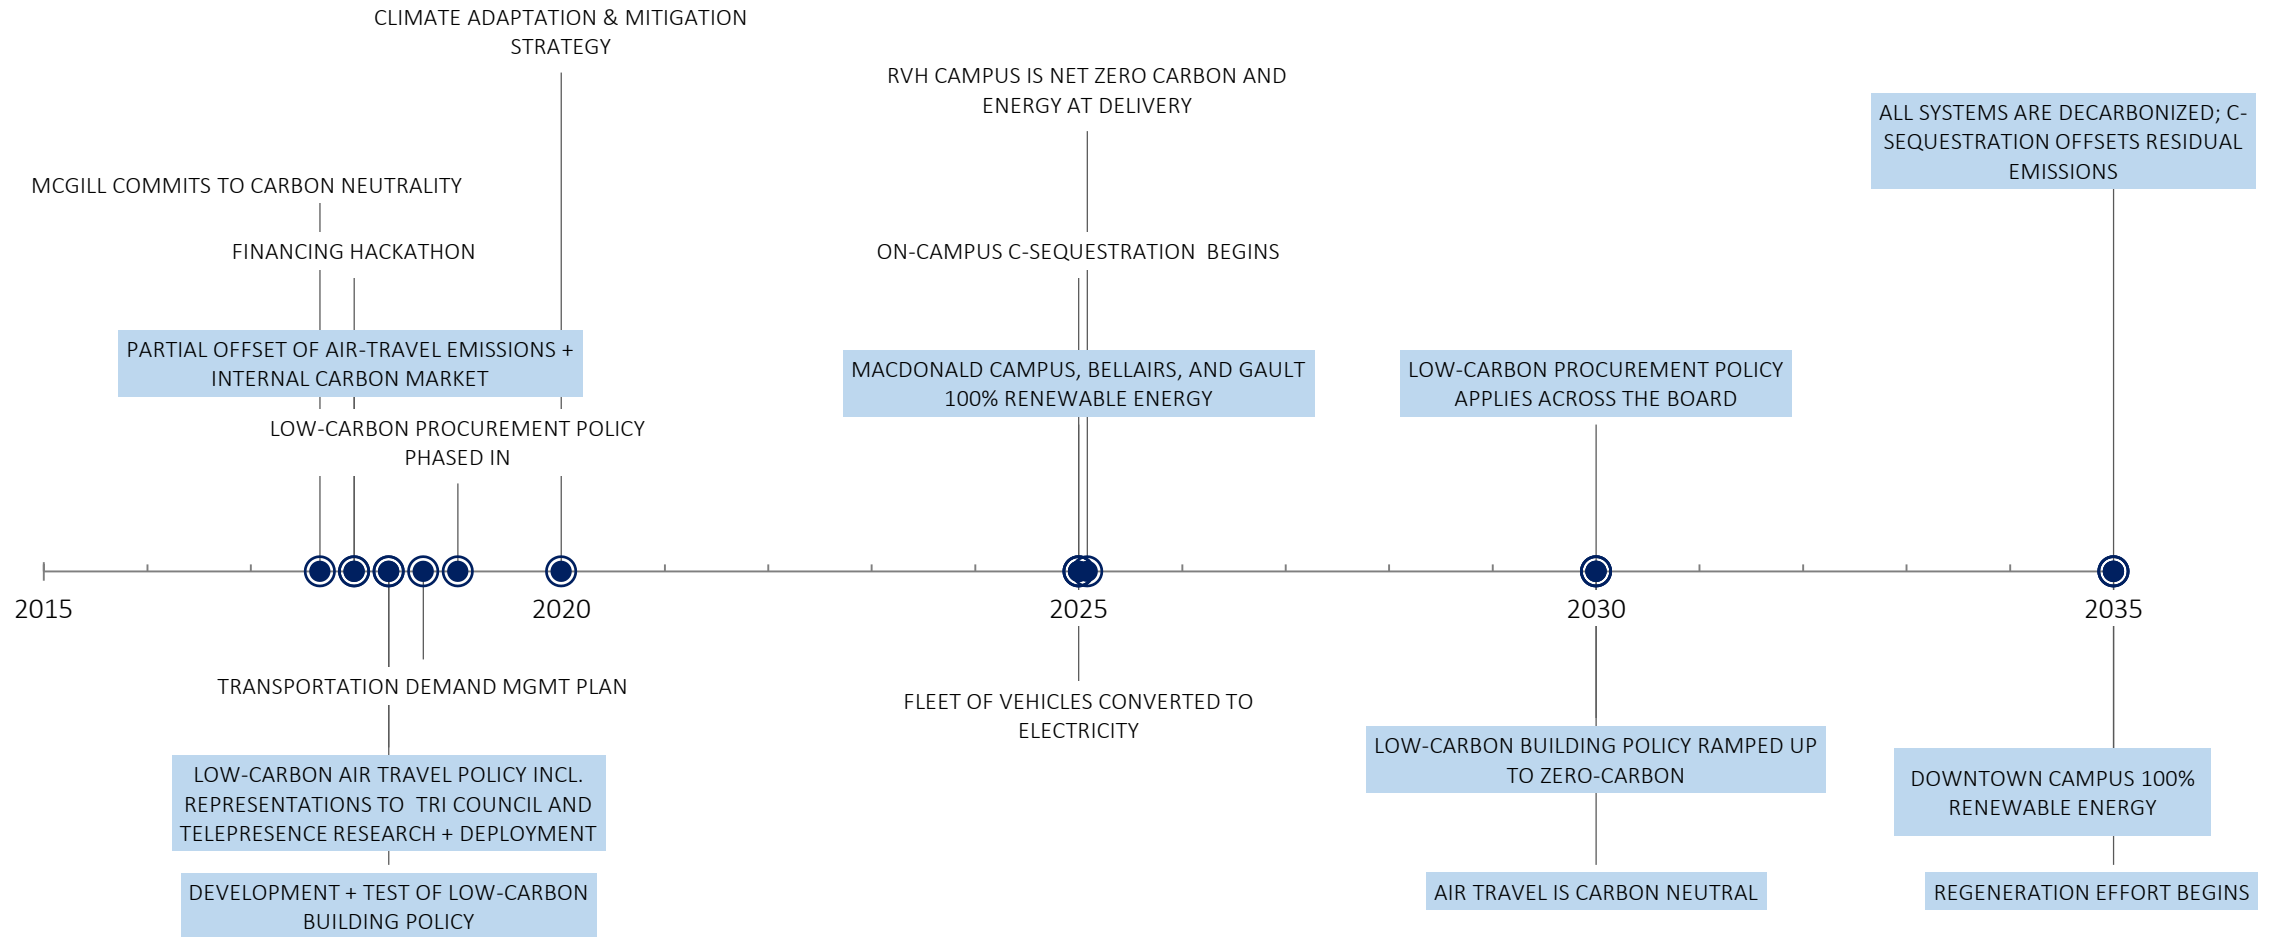 CLIMATE ADAPTATION & MITIGATION
STRATEGY
RVH CAMPUS IS NET ZERO CARBON AND
ENERGY AT DELIVERY
ALL SYSTEMS ARE DECARBONIZED; C-
SEQUESTRATION OFFSETS RESIDUAL
EMISSIONS
MCGILL COMMITS TO CARBON NEUTRALITY
FINANCING HACKATHON
ON-CAMPUS C-SEQUESTRATION  BEGINS
PARTIAL OFFSET OF AIR-TRAVEL EMISSIONS +
INTERNAL CARBON MARKET
MACDONALD CAMPUS, BELLAIRS, AND GAULT
100% RENEWABLE ENERGY
LOW-CARBON PROCUREMENT POLICY
APPLIES ACROSS THE BOARD
LOW-CARBON PROCUREMENT POLICY
PHASED IN
2015
2020
2025
2030
2035
TRANSPORTATION DEMAND MGMT PLAN
FLEET OF VEHICLES CONVERTED TO
ELECTRICITY
LOW-CARBON BUILDING POLICY RAMPED UP
TO ZERO-CARBON
DOWNTOWN CAMPUS 100%
RENEWABLE ENERGY
LOW-CARBON AIR TRAVEL POLICY INCL.
REPRESENTATIONS TO  TRI COUNCIL AND
TELEPRESENCE RESEARCH + DEPLOYMENT
DEVELOPMENT + TEST OF LOW-CARBON
BUILDING POLICY
AIR TRAVEL IS CARBON NEUTRAL
REGENERATION EFFORT BEGINS